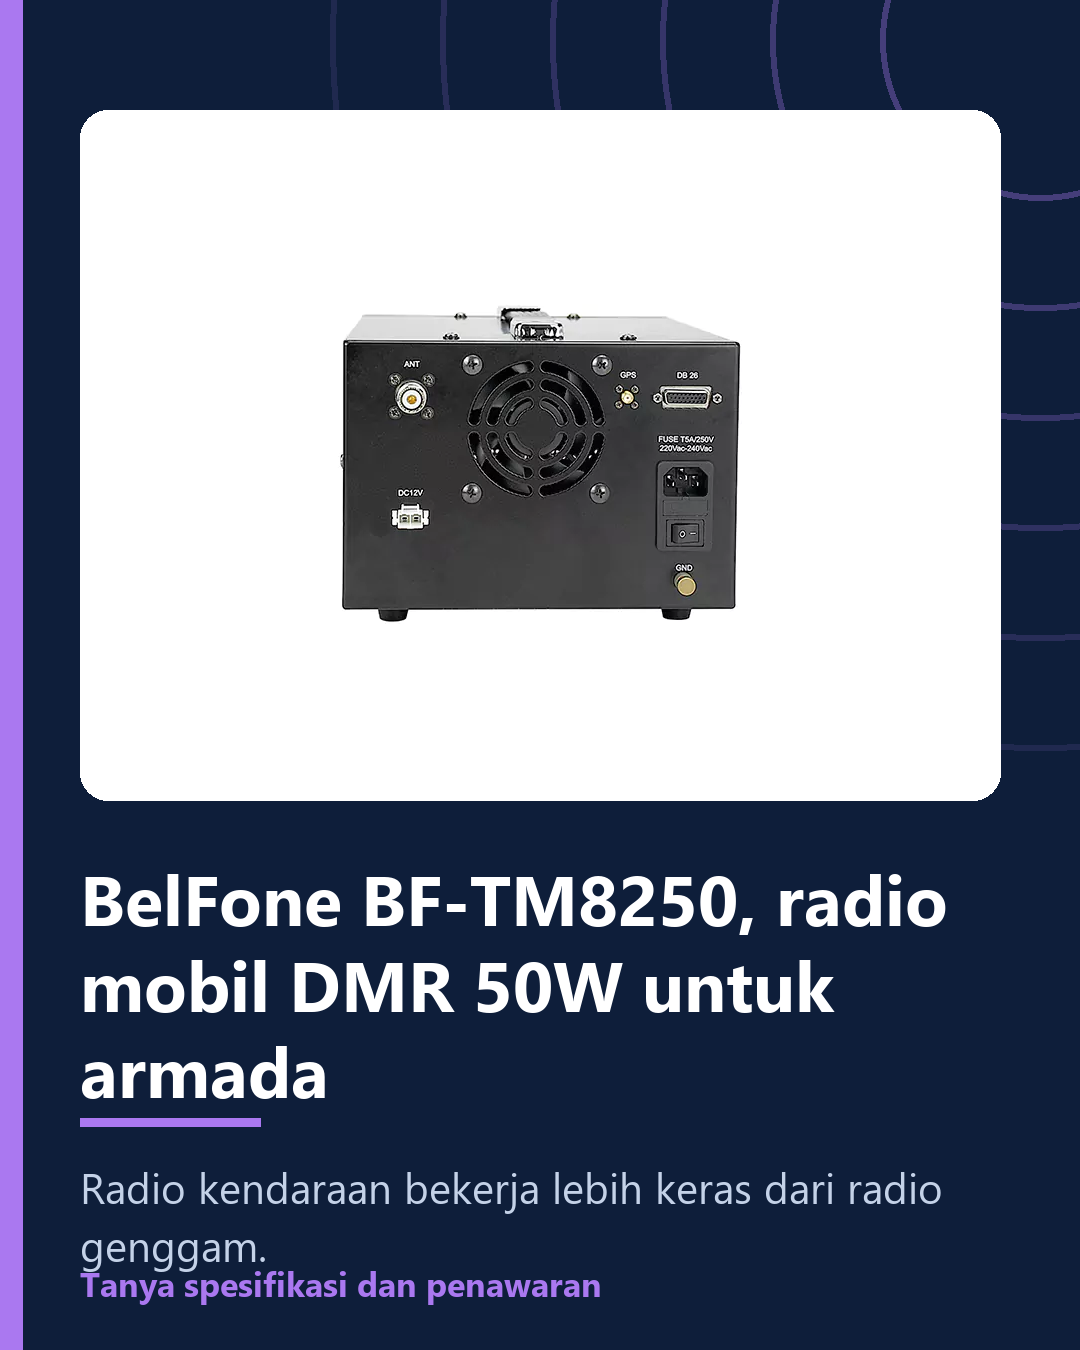 ANT
GPS
DB 26
FUSE T5A/250V
220Vac-240Vac
DC12V
GND
BelFone BF-TM8250, radio
mobil DMR 50W untuk
armada
Radio kendaraan bekerja lebih keras dari radio
genggam.
Tanya spesifikasi dan penawaran